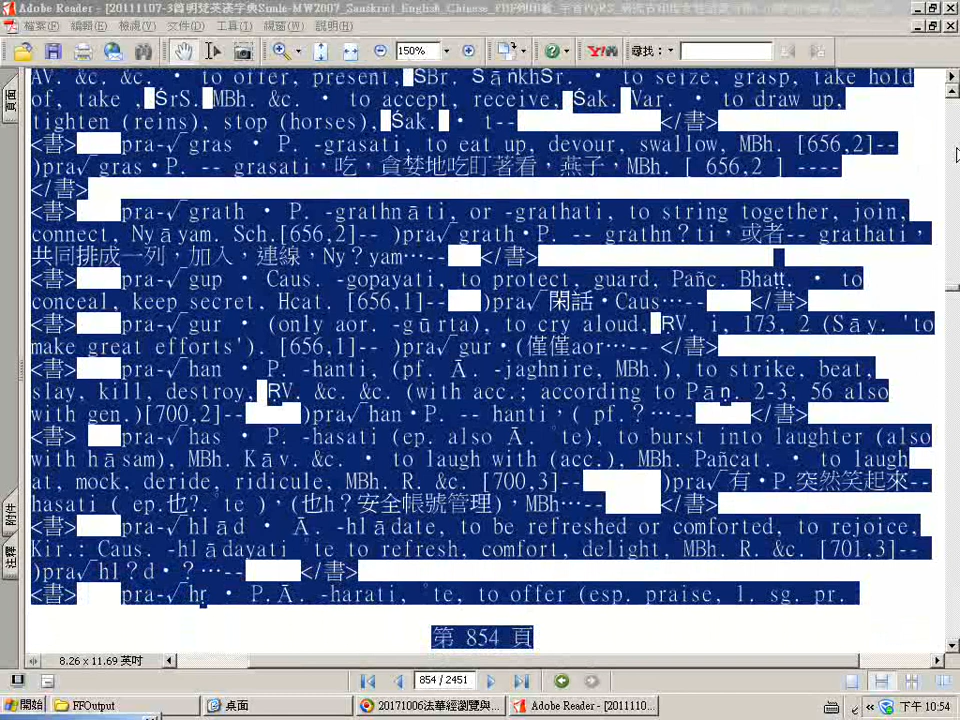 Adobe Reader - [20111107-3
檔案(F) 編輯(E) 檢視(V) 文件(D) 工具(T) 視窗(W) 說明(H)
150% 尋找:
頁面
AV. &c. &c. • to offer, present, ŚBr. ŚāṅkhŚr. • to seize, grasp, take hold
of, take , ŚrS. MBh. &c. • to accept, receive, Śak. Var. • to draw up,
tighten (reins), stop (horses), Śak. • t-- </書>
<書> pra-√gras • P. -grasati, to eat up, devour, swallow, MBh. [656,2]--
)pra√gras•P. -- grasati，吃，貪婪地吃盯著看，燕子，MBh. [ 656,2 ] ----
</書>
<書> pra-√grath • P. -grathnāti, or -grathati, to string together, join,
connect, Nyāyam. Sch.[656,2]-- )pra√grath•P. -- grathn？ti，或者-- grathati，
共同排成一列，加入，連線，Ny？yam…-- </書>
<書> pra-√gup • Caus. -gopayati, to protect, guard, Pañc. Bhaṭṭ. • to
conceal, keep secret, Hcat. [656,1]-- )pra√閑話•Caus…-- </書>
<書> pra-√gur • (only aor. -gūrta), to cry aloud, RV. i, 173, 2 (Sāy. 'to
make great efforts'). [656,1]-- )pra√gur•(僅僅aor…-- </書>
<書> pra-√han • P. -hanti, (pf. Ā. -jaghnire, MBh.), to strike, beat,
slay, kill, destroy, ṚV. &c. &c. (with acc.; according to Pāṇ. 2-3, 56 also
with gen.)[700,2]-- )pra√han•P. -- hanti，( pf.？…-- </書>
<書> pra-√has • P. -hasati (ep. also Ā. °te), to burst into laughter (also
with hāsam), MBh. Kāv. &c. • to laugh with (acc.), MBh. Pañcat. • to laugh
at, mock, deride, ridicule, MBh. R. &c. [700,3]-- )pra√有•P.突然笑起來--
hasati ( ep.也?. °te )，(也h？安全帳號管理)，MBh… </書>
<書> pra-√hlād • Ā. -hlādate, to be refreshed or comforted, to rejoice,
Kir.: Caus. -hlādayati °te to refresh, comfort, delight, MBh. R. &c. [701,3]--
)pra√hl？d•？…-- </書>
<書> pra-√hṛ • P.Ā. -harati, °te, to offer (esp. praise, 1. sg. pr.
第 854 頁
附件
注釋
8.26 x 11.69 英吋
854 / 2451
開始 FFOutput 桌面 20171006法華經瀏覽與... Adobe Reader - [2011... 下午 10:54